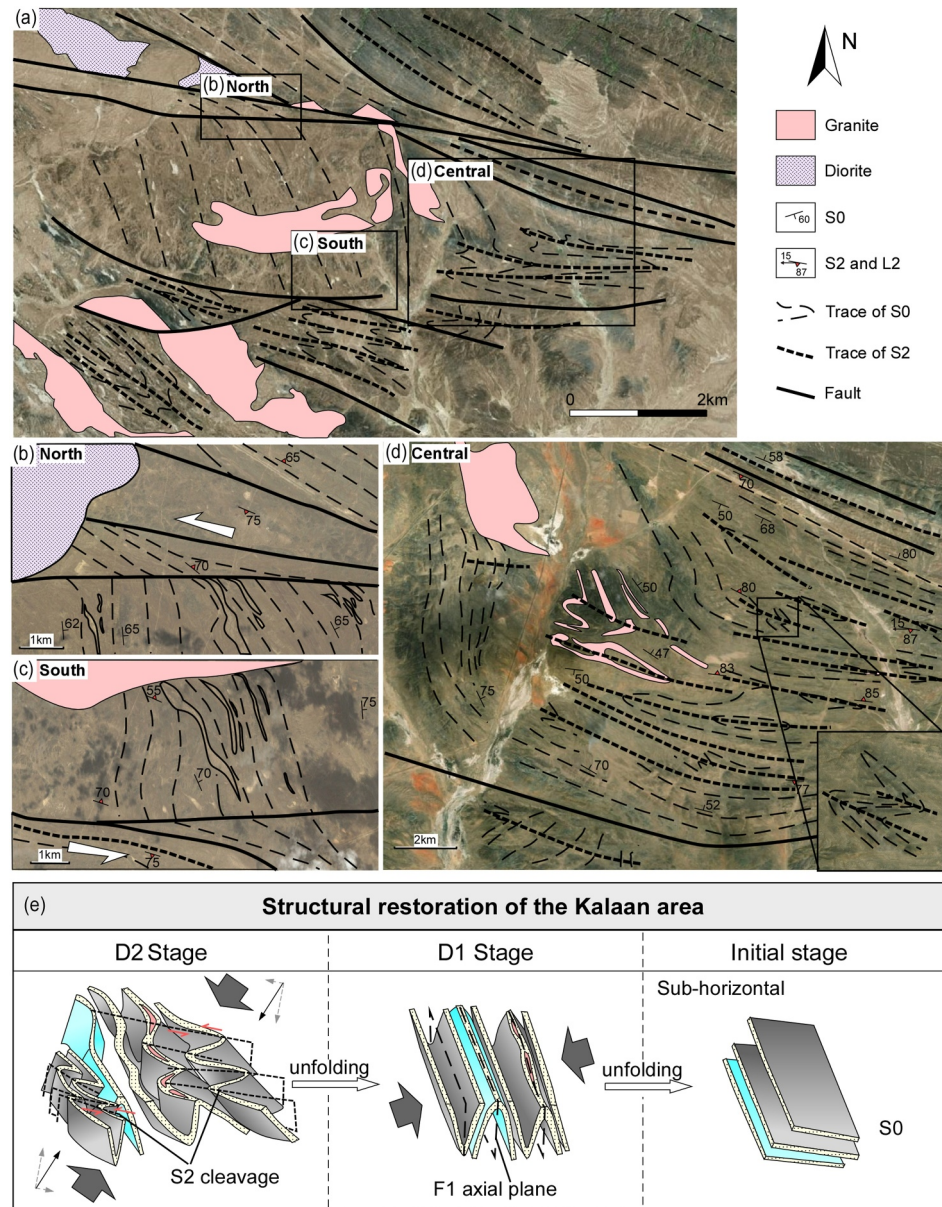 (a)
(b) North
(d) Central
(c) South
0 2km
N
Granite
Diorite
60
S0
15
87
S2 and L2
Trace of S0
Trace of S2
Fault
(b) North
65
75
70
62
65
65
1km
(c) South
55
75
70
70
75
1km
(d) Central
58
70
50
68
80
50
80
15
87
47
83
50
85
75
70
77
52
2km
(e)
Structural restoration of the Kalaan area
D2 Stage
D1 Stage
Initial stage
Sub-horizontal
unfolding
unfolding
S0
S2 cleavage
F1 axial plane